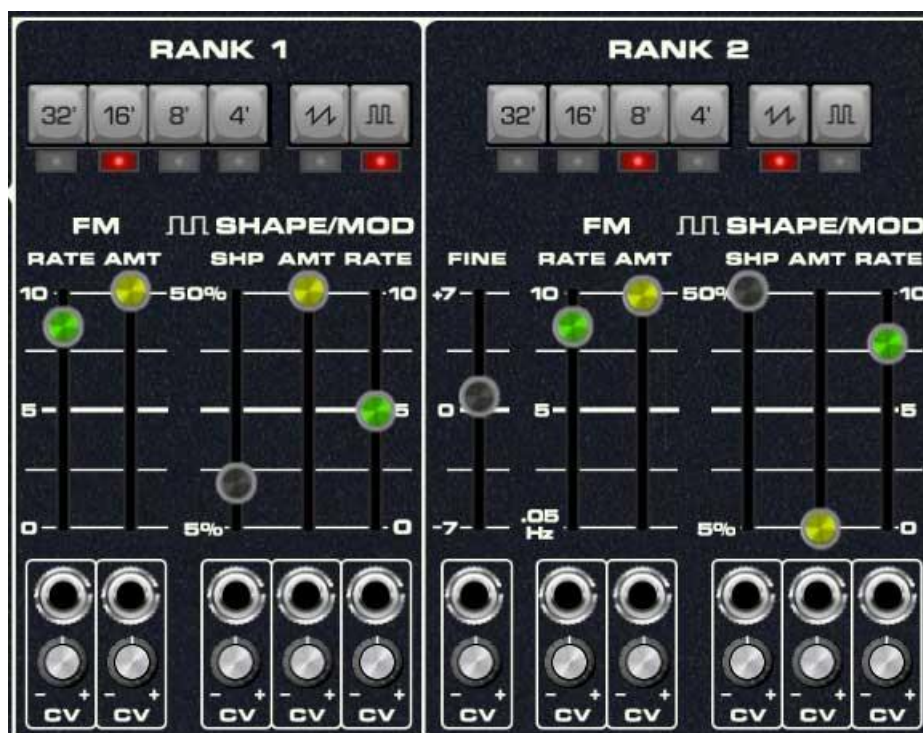 RANK 1
RANK 2
32' 16' 8' 4'
32' 16' 8' 4'
FM SHAPE/MOD
FM SHAPE/MOD
RATE AMT SHP AMT RATE
FINE RATE AMT SHP AMT RATE
10 50% 10
+7 10 50% 10
5 5
0 5 5
0 5% 0
-7 .05 Hz 5% 0
- + - + - + - + - +
- + - + - + - + - + - +
CV CV CV CV CV
CV CV CV CV CV CV